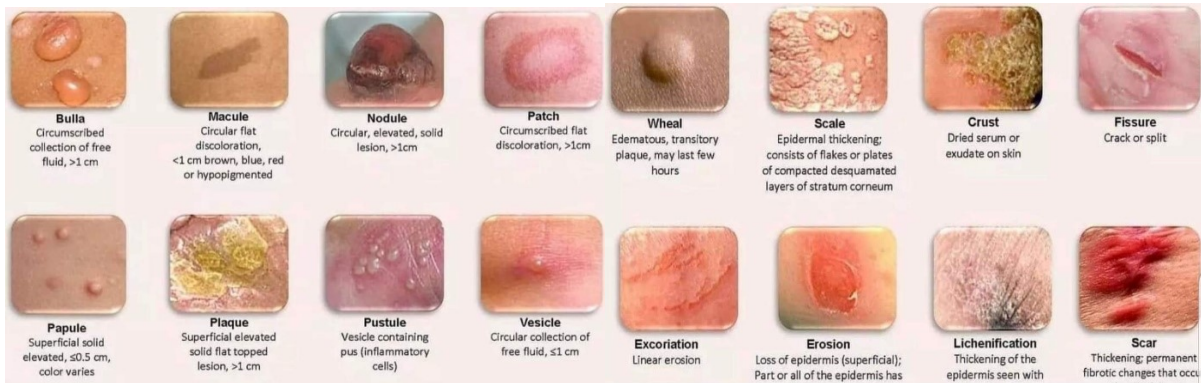 Bulla
Circumscribed
collection of free
fluid, >1 cm
Macule
Circular flat
discoloration,
<1 cm brown, blue, red
or hypopigmented
Nodule
Circular, elevated, solid
lesion, >1cm
Patch
Circumscribed flat
discoloration, >1cm
Wheal
Edematous, transitory
plaque, may last few
hours
Scale
Epidermal thickening;
consists of flakes or plates
of compacted desquamated
layers of stratum corneum
Crust
Dried serum or
exudate on skin
Fissure
Crack or split
Papule
Superficial solid
elevated, ≤0.5 cm,
color varies
Plaque
Superficial elevated
solid flat topped
lesion, >1 cm
Pustule
Vesicle containing
pus (inflammatory
cells)
Vesicle
Circular collection of
free fluid, ≤1 cm
Excoriation
Linear erosion
Erosion
Loss of epidermis (superficial);
Part or all of the epidermis has
Lichenification
Thickening of the
epidermis seen with
Scar
Thickening; permanent
fibrotic changes that occu